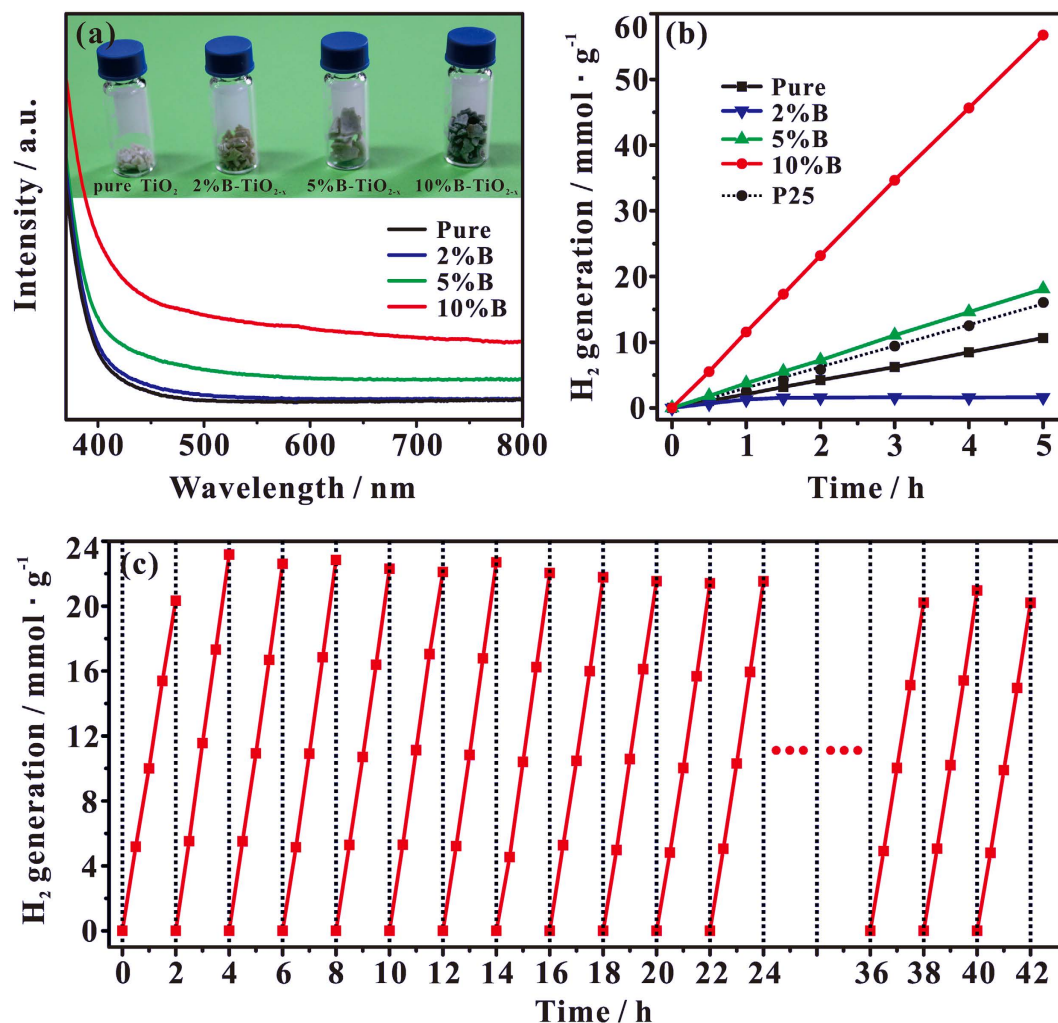 (a)
pure TiO₂ 2%B-TiO₂₋ₓ 5%B-TiO₂₋ₓ 10%B-TiO₂₋ₓ
Pure
2%B
5%B
10%B
Intensity / a.u.
400 500 600 700 800
Wavelength / nm
(b)
60
50
40
30
20
10
0
Pure
2%B
5%B
10%B
P25
H₂ generation / mmol · g⁻¹
0 1 2 3 4 5
Time / h
(c)
24
20
16
12
8
4
0
H₂ generation / mmol · g⁻¹
0 2 4 6 8 10 12 14 16 18 20 22 24 36 38 40 42
Time / h